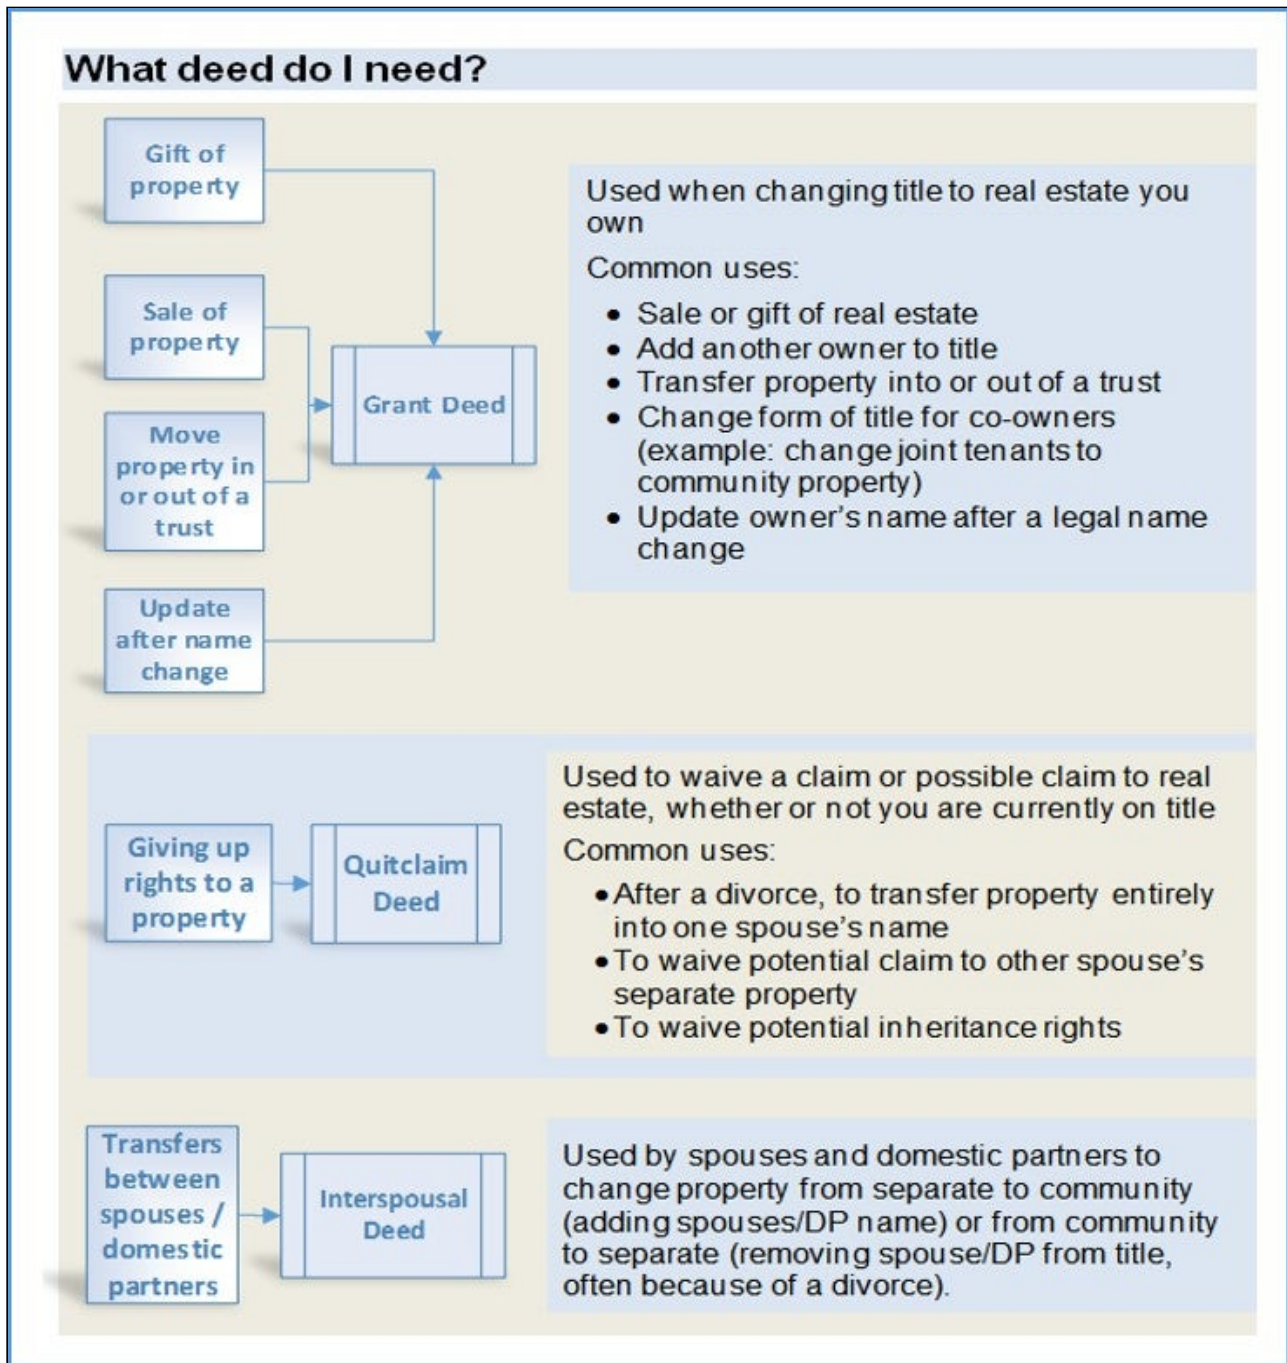 What deed do I need?
Gift of
property
Sale of
property
Move
property in
or out of a
trust
Update
after name
change
Grant Deed
Used when changing title to real estate you
own
Common uses:
• Sale or gift of real estate
• Add another owner to title
• Transfer property into or out of a trust
• Change form of title for co-owners
(example: change joint tenants to
community property)
• Update owner's name after a legal name
change
Giving up
rights to a
property
Quitclaim
Deed
Used to waive a claim or possible claim to real
estate, whether or not you are currently on title
Common uses:
• After a divorce, to transfer property entirely
into one spouse's name
• To waive potential claim to other spouse's
separate property
• To waive potential inheritance rights
Transfers
between
spouses /
domestic
partners
Interspousal
Deed
Used by spouses and domestic partners to
change property from separate to community
(adding spouses/DP name) or from community
to separate (removing spouse/DP from title,
often because of a divorce).